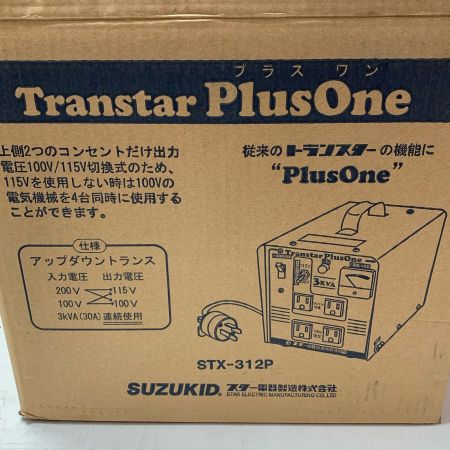 プラス ワン
Transtar PlusOne
上側2つのコンセントだけ出力
電圧100V/115V切換式のため、
115Vを使用しない時は100Vの
電気機械を4台同時に使用する
ことができます。
従来のトランスターの機能に
“PlusOne”
仕様
アップダウントランス
入力電圧 出力電圧
200V 115V
100V 100V
3kVA(30A)連続使用
Transtar PlusOne
3KVA
STX-312P
SUZUKID® スター電器製造株式会社
STAR ELECTRIC MANUFACTURING CO.,LTD